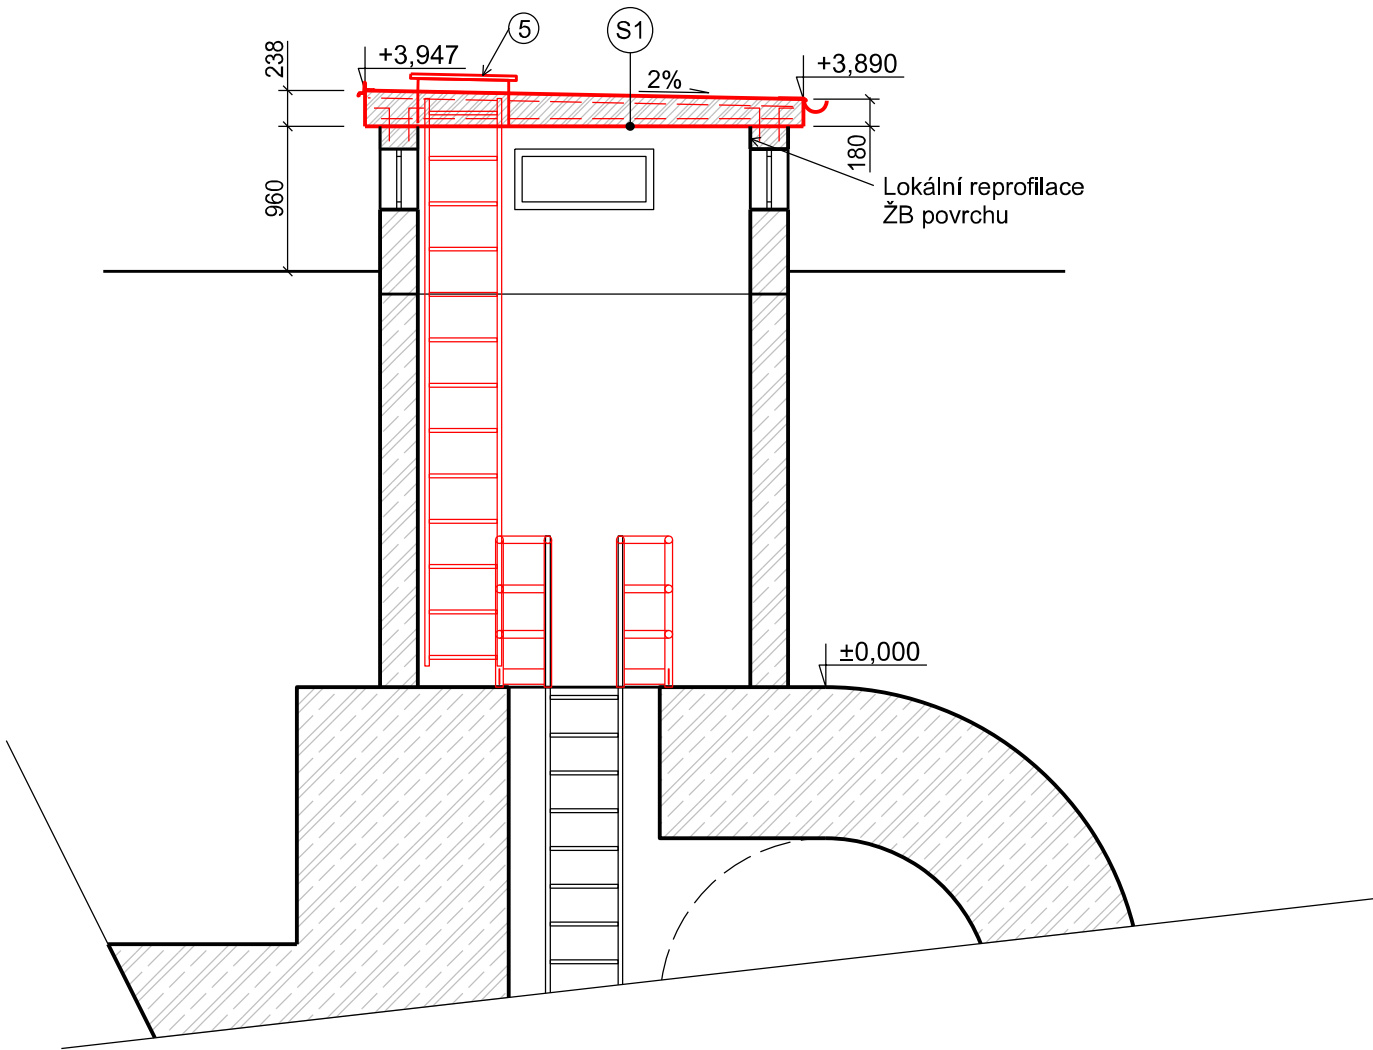 5
S1
+3,947
238
2%
+3,890
180
960
Lokální reprofilace
ŽB povrchu
±0,000